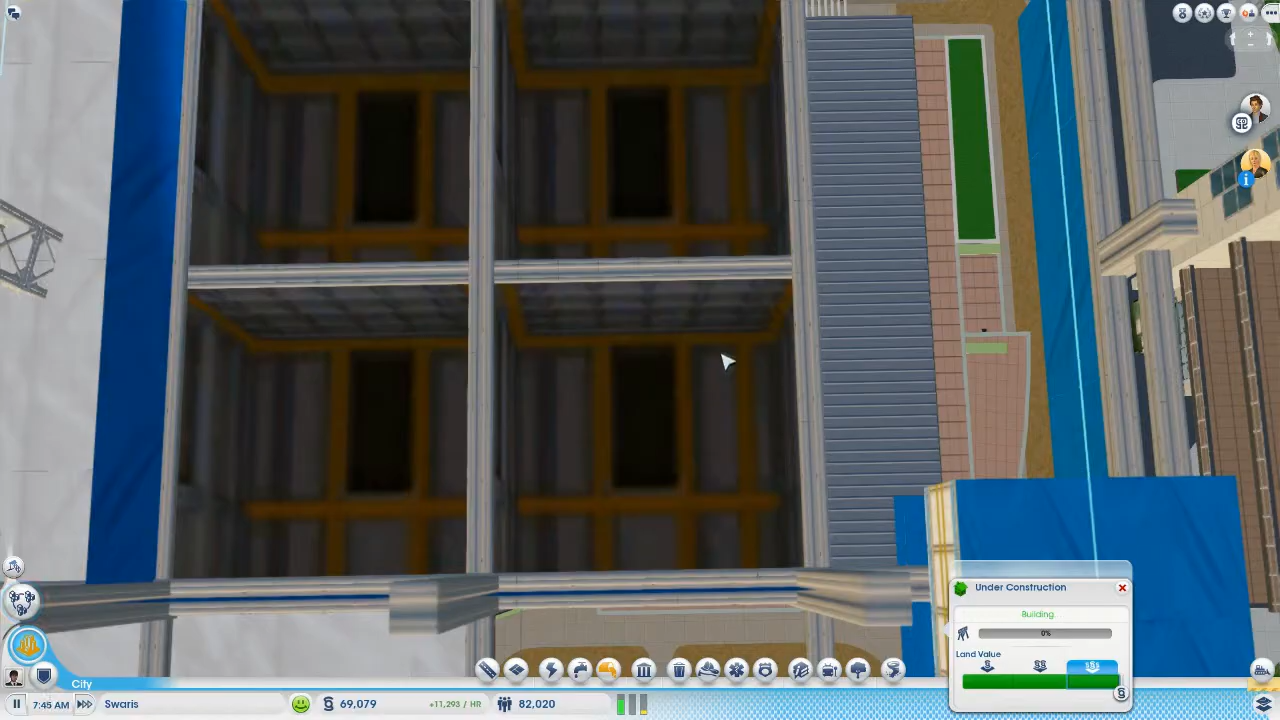 Under Construction
Building
0%
Land Value
City
7:45 AM
Swaris
69,079
+11,293 / HR
82,020